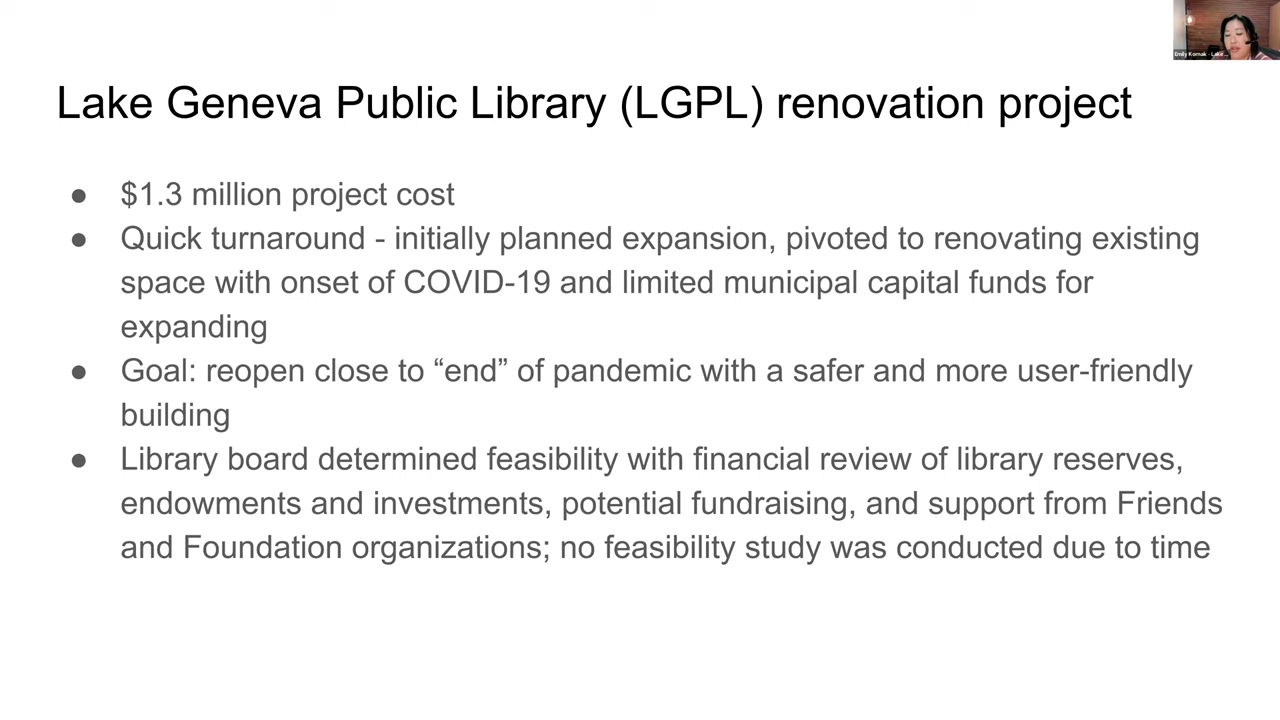 Emily Kornak - Lake...
Lake Geneva Public Library (LGPL) renovation project
● $1.3 million project cost
● Quick turnaround - initially planned expansion, pivoted to renovating existing
space with onset of COVID-19 and limited municipal capital funds for
expanding
● Goal: reopen close to “end” of pandemic with a safer and more user-friendly
building
● Library board determined feasibility with financial review of library reserves,
endowments and investments, potential fundraising, and support from Friends
and Foundation organizations; no feasibility study was conducted due to time